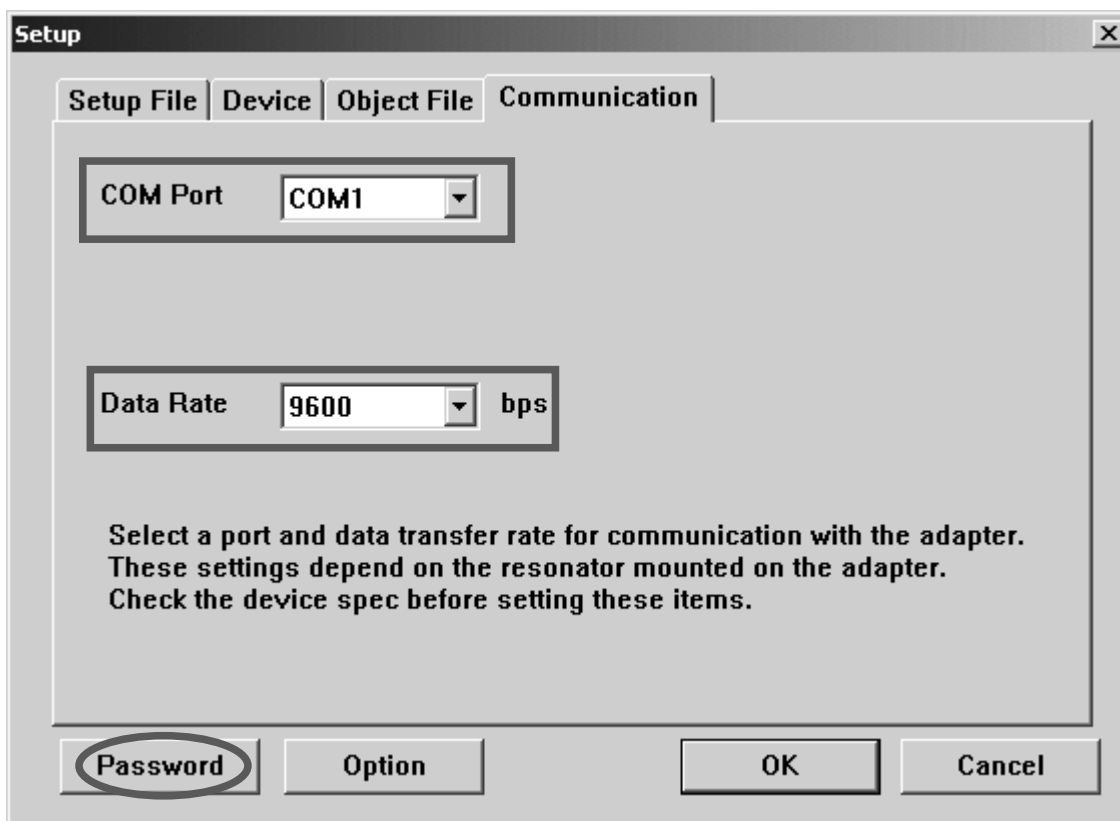 Setup
Setup File Device Object File Communication
COM Port COM1
Data Rate 9600 bps
Select a port and data transfer rate for communication with the adapter.
These settings depend on the resonator mounted on the adapter.
Check the device spec before setting these items.
Password Option OK Cancel